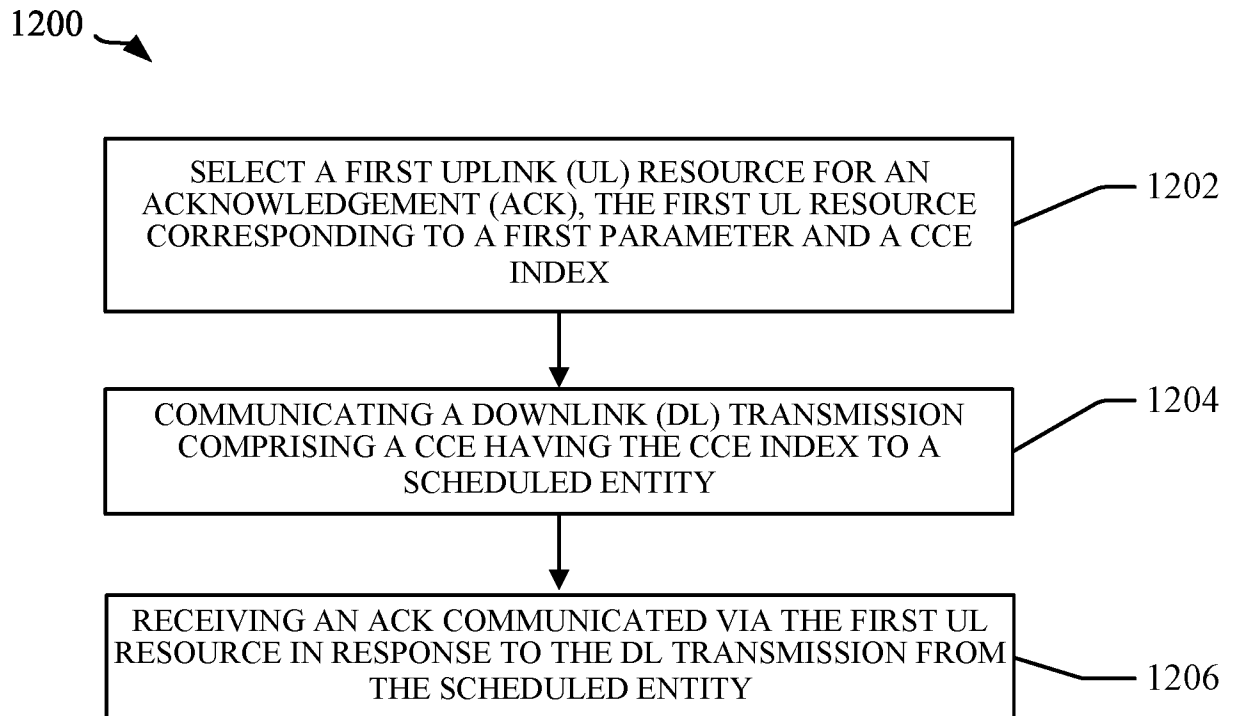 1200
SELECT A FIRST UPLINK (UL) RESOURCE FOR AN
ACKNOWLEDGEMENT (ACK), THE FIRST UL RESOURCE
CORRESPONDING TO A FIRST PARAMETER AND A CCE
INDEX
1202
COMMUNICATING A DOWNLINK (DL) TRANSMISSION
COMPRISING A CCE HAVING THE CCE INDEX TO A
SCHEDULED ENTITY
1204
RECEIVING AN ACK COMMUNICATED VIA THE FIRST UL
RESOURCE IN RESPONSE TO THE DL TRANSMISSION FROM
THE SCHEDULED ENTITY
1206